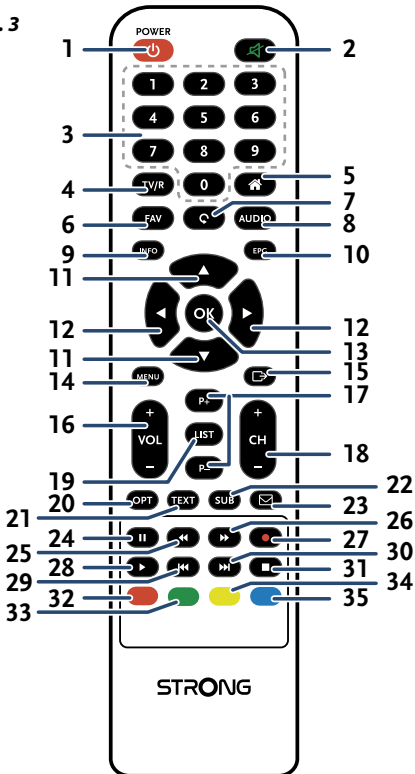 . 3
POWER
1
2
1 2 3
3
4 5 6
7 8 9
4
TV/R 0
5
6
FAV
7
AUDIO
8
9
INFO
EPG
10
11
12
OK
12
11
13
14
MENU
15
P+
17
16
+
VOL
–
LIST
+
CH
–
18
19
P–
20
OPT
TEXT
SUB
22
21
23
24
26
25
27
28
30
29
31
32
34
33
35
STRONG